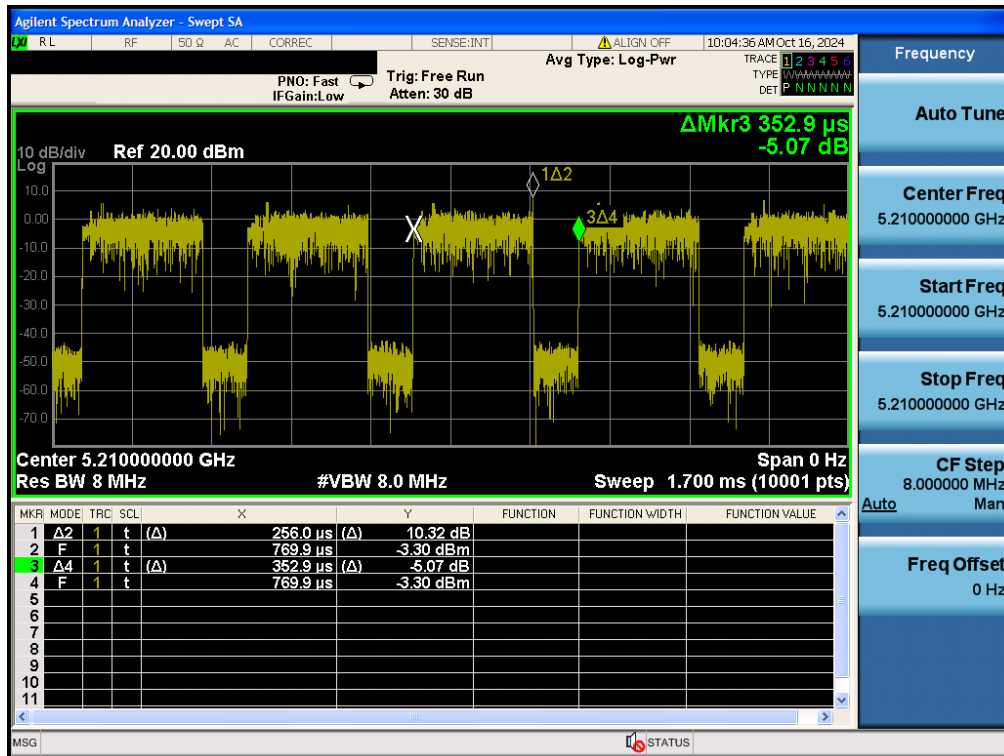 Agilent Spectrum Analyzer - Swept SA
LXI RL RF 50 Ω AC CORREC SENSE:INT ALIGN OFF 10:04:36 AM Oct 16, 2024
Avg Type: Log-Pwr
TRACE 1 2 3 4 5 6
TYPE
DET P N N N N N
PNO: Fast
IFGain:Low
Trig: Free Run
Atten: 30 dB
ΔMkr3 352.9 µs
-5.07 dB
10 dB/div Ref 20.00 dBm
Log
10.0
0.00
-10.0
-20.0
-30.0
-40.0
-50.0
-60.0
-70.0
1Δ2
3Δ4
X
Center 5.210000000 GHz Span 0 Hz
Res BW 8 MHz #VBW 8.0 MHz Sweep 1.700 ms (10001 pts)
MKR MODE TRC SCL X Y FUNCTION FUNCTION WIDTH FUNCTION VALUE
1 Δ2 1 t (Δ) 256.0 µs (Δ) 10.32 dB
2 F 1 t 769.9 µs -3.30 dBm
3 Δ4 1 t (Δ) 352.9 µs (Δ) -5.07 dB
4 F 1 t 769.9 µs -3.30 dBm
5
6
7
8
9
10
11
MSG STATUS
Frequency
Auto Tune
Center Freq
5.210000000 GHz
Start Freq
5.210000000 GHz
Stop Freq
5.210000000 GHz
CF Step
8.000000 MHz
Auto Man
Freq Offset
0 Hz